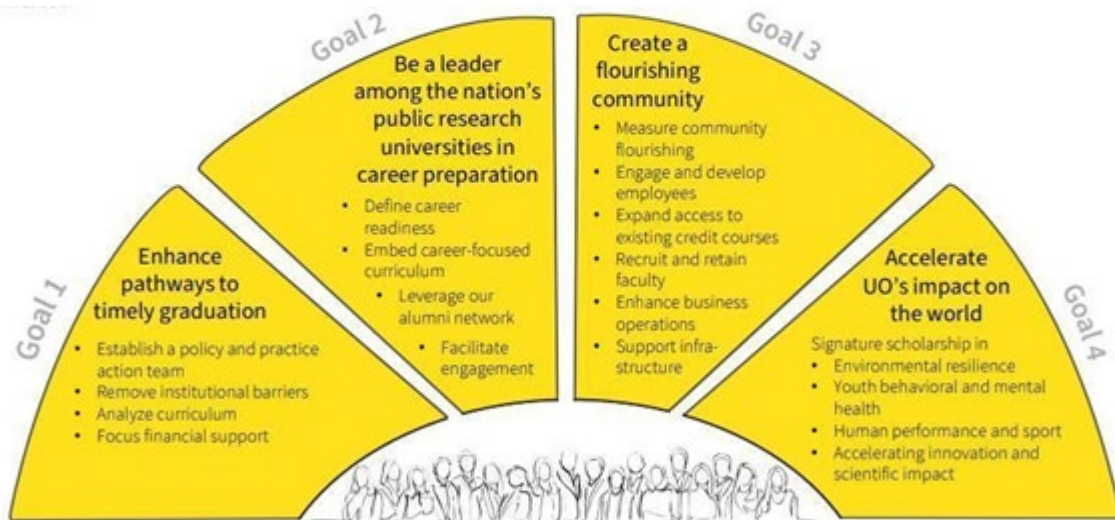 Goal 1
Enhance
pathways to
timely graduation
• Establish a policy and practice
action team
• Remove institutional barriers
• Analyze curriculum
• Focus financial support
Goal 2
Be a leader
among the nation's
public research
universities in
career preparation
• Define career
readiness
• Embed career-focused
curriculum
• Leverage our
alumni network
• Facilitate
engagement
Goal 3
Create a
flourishing
community
• Measure community
flourishing
• Engage and develop
employees
• Expand access to
existing credit courses
• Recruit and retain
faculty
• Enhance business
operations
• Support infra-
structure
Goal 4
Accelerate
UO's impact on
the world
Signature scholarship in
• Environmental resilience
• Youth behavioral and mental
health
• Human performance and sport
• Accelerating innovation and
scientific impact